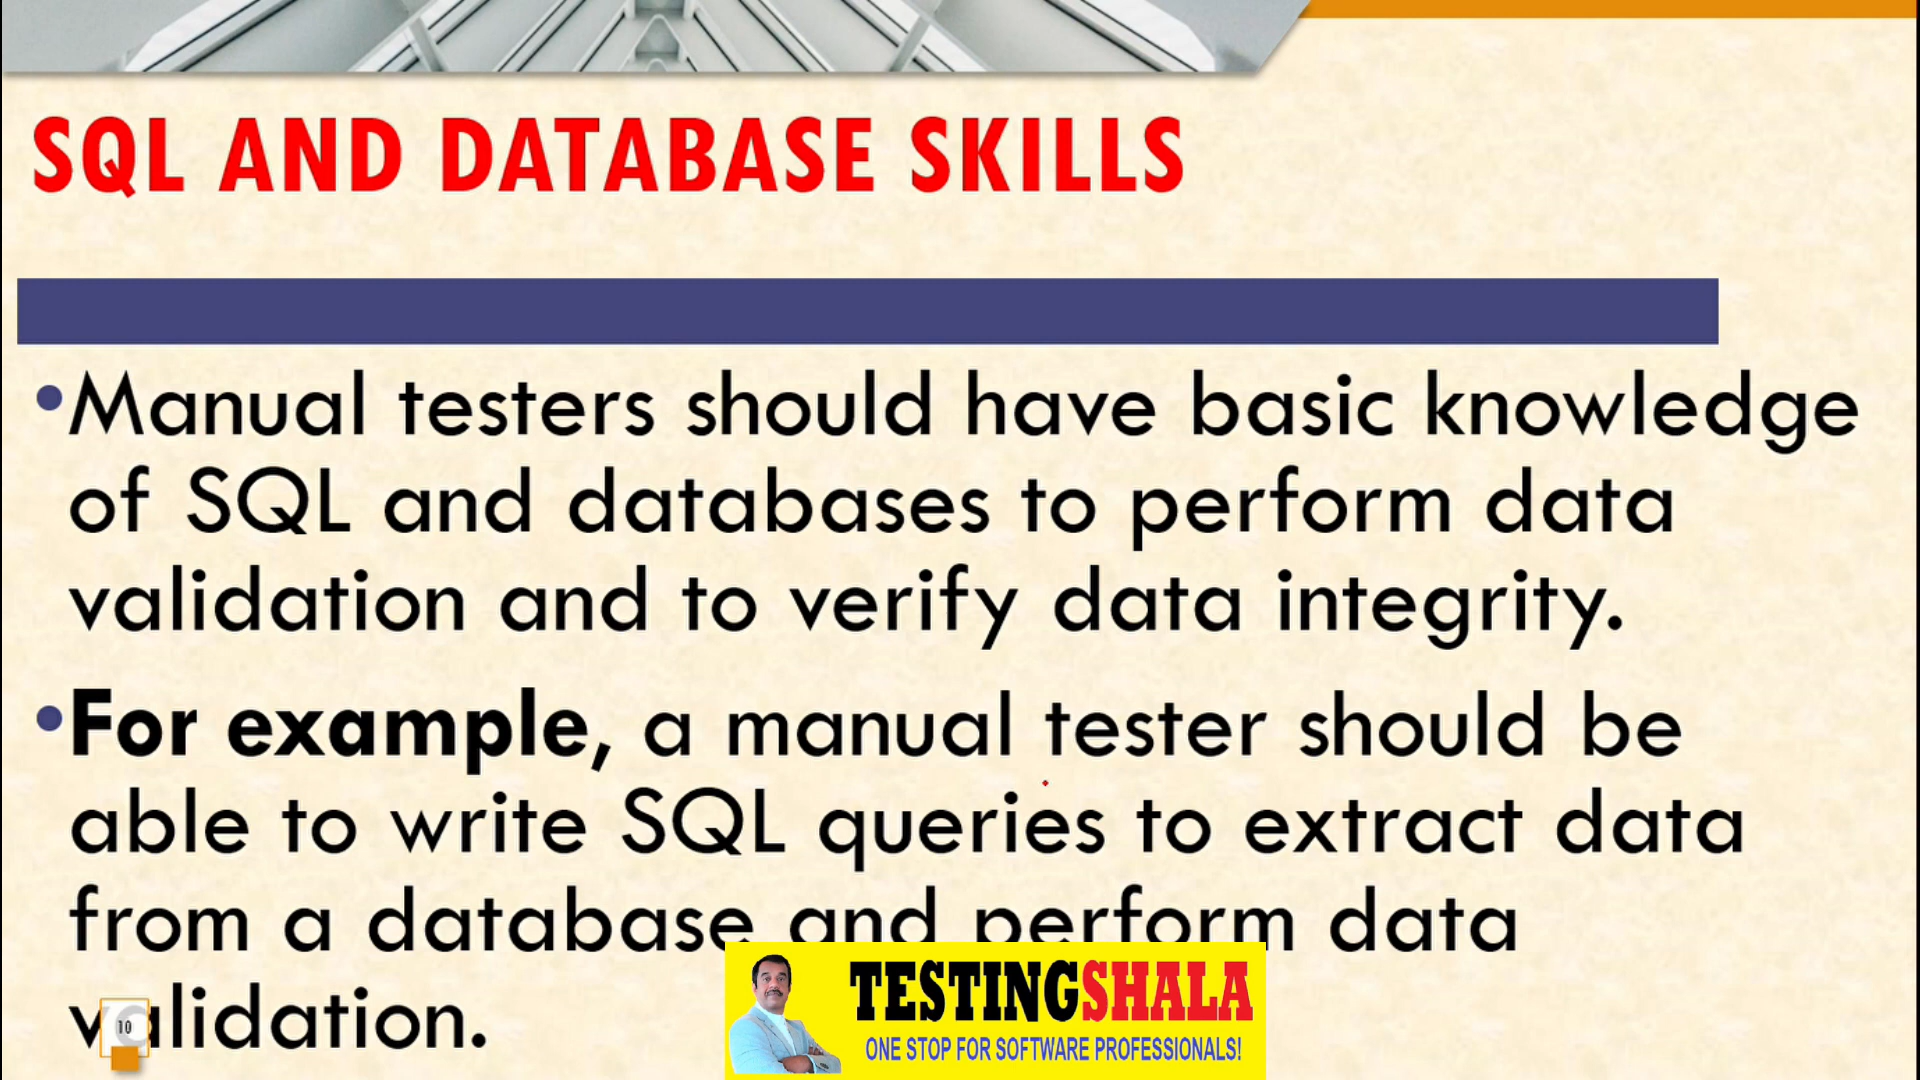 SQL AND DATABASE SKILLS
•Manual testers should have basic knowledge
of SQL and databases to perform data
validation and to verify data integrity.
•For example, a manual tester should be
able to write SQL queries to extract data
from a database and perform data
validation.
10
TESTINGSHALA
ONE STOP FOR SOFTWARE PROFESSIONALS!